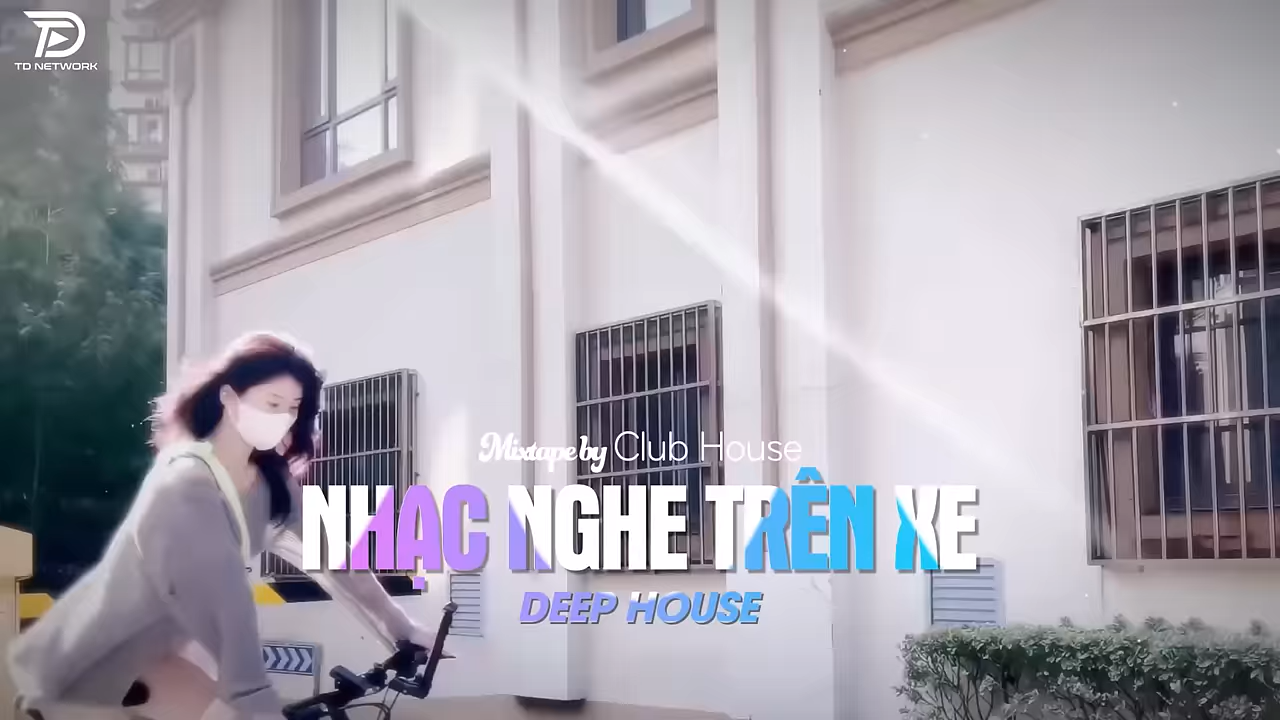 TD NETWORK
Mixtape by Club House
NHẠC NGHE TRÊN XE
DEEP HOUSE